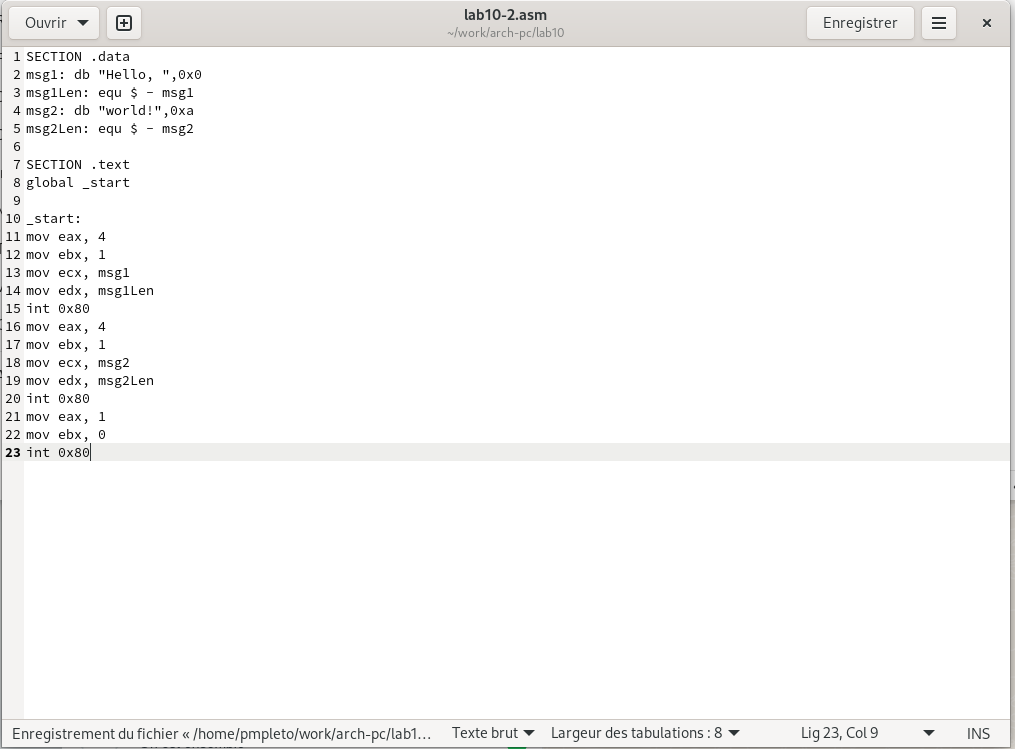 Ouvrir
lab10-2.asm
~/work/arch-pc/lab10
Enregistrer
1 SECTION .data
2 msg1: db "Hello, ",0x0
3 msg1Len: equ $ - msg1
4 msg2: db "world!",0xa
5 msg2Len: equ $ - msg2
6
7 SECTION .text
8 global _start
9
10 _start:
11 mov eax, 4
12 mov ebx, 1
13 mov ecx, msg1
14 mov edx, msg1Len
15 int 0x80
16 mov eax, 4
17 mov ebx, 1
18 mov ecx, msg2
19 mov edx, msg2Len
20 int 0x80
21 mov eax, 1
22 mov ebx, 0
23 int 0x80
Enregistrement du fichier « /home/pmpleto/work/arch-pc/lab1… Texte brut Largeur des tabulations : 8 Lig 23, Col 9 INS